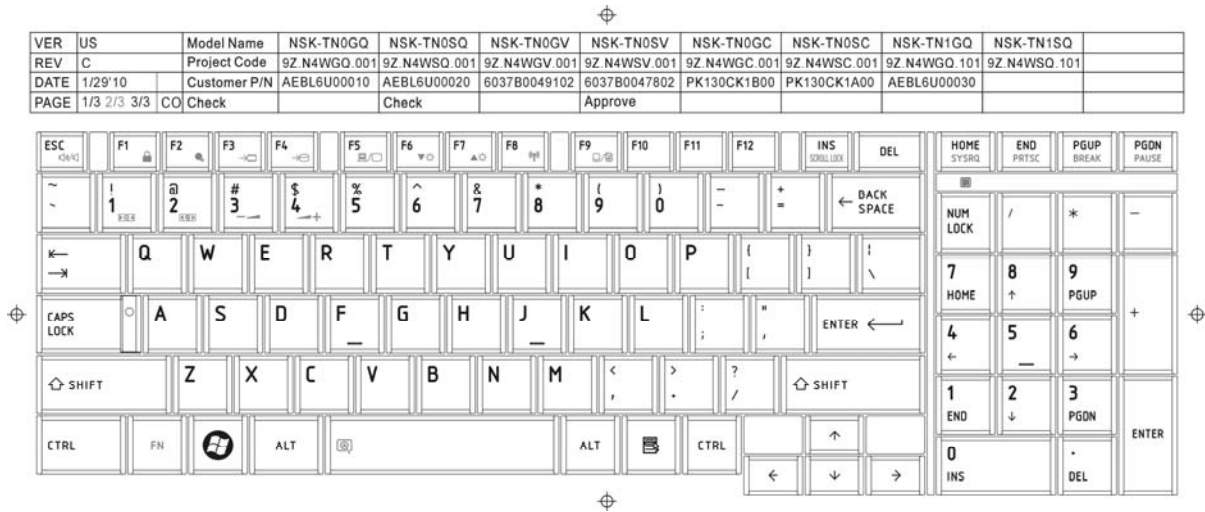 VER US Model Name NSK-TN0GQ NSK-TN0SQ NSK-TN0GV NSK-TN0SV NSK-TN0GC NSK-TN0SC NSK-TN1GQ NSK-TN1SQ
REV C Project Code 9Z.N4WGQ.001 9Z.N4WSQ.001 9Z.N4WGV.001 9Z.N4WSV.001 9Z.N4WGC.001 9Z.N4WSC.001 9Z.N4WGQ.101 9Z.N4WSQ.101
DATE 1/29'10 Customer P/N AEBL6U00010 AEBL6U00020 6037B0049102 6037B0047802 PK130CK1B00 PK130CK1A00 AEBL6U00030
PAGE 1/3 2/3 3/3 CO Check Check Approve
ESC F1 F2 F3 F4 F5 F6 F7 F8 F9 F10 F11 F12 INS DEL HOME END PGUP PGDN
SCROLL LOCK SYSRQ PRTSC BREAK PAUSE
~ ! @ # $ % ^ & * ( ) _ + ← BACK
` 1 2 3 4 5 6 7 8 9 0 - = SPACE
NUM / * -
LOCK
⇤ Q W E R T Y U I O P { } ¦
⇥ [ ] \
7 8 9
HOME ↑ PGUP
CAPS A S D F G H J K L : " ENTER ←
LOCK ; ' +
4 5 6
← →
⇧ SHIFT Z X C V B N M < > ? ⇧ SHIFT
, . /
1 2 3
END ↓ PGDN
CTRL FN ALT ALT CTRL ↑ ENTER
← ↓ →
0 .
INS DEL